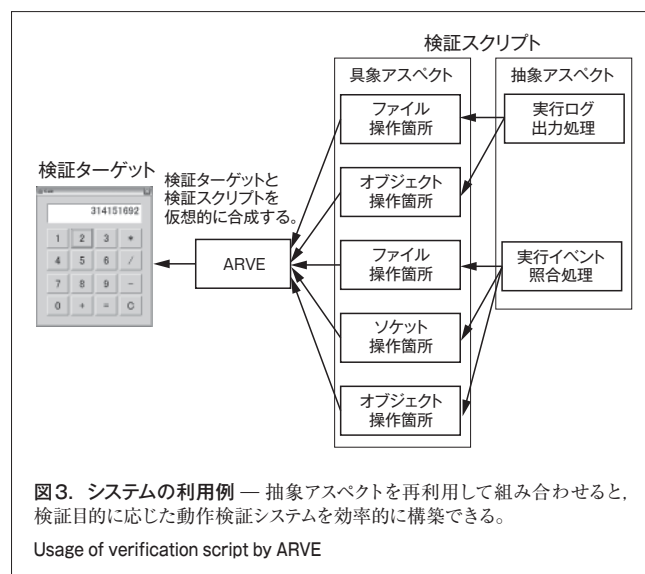 検証スクリプト
具象アスペクト
抽象アスペクト
ファイル
操作箇所
実行ログ
出力処理
検証ターゲット
検証ターゲットと
検証スクリプトを
仮想的に合成する。
オブジェクト
操作箇所
314151692
1 2 3 *
4 5 6 /
7 8 9 -
0 + = C
ARVE
ファイル
操作箇所
実行イベント
照合処理
ソケット
操作箇所
オブジェクト
操作箇所
図3. システムの利用例 — 抽象アスペクトを再利用して組み合わせると,
検証目的に応じた動作検証システムを効率的に構築できる。
Usage of verification script by ARVE